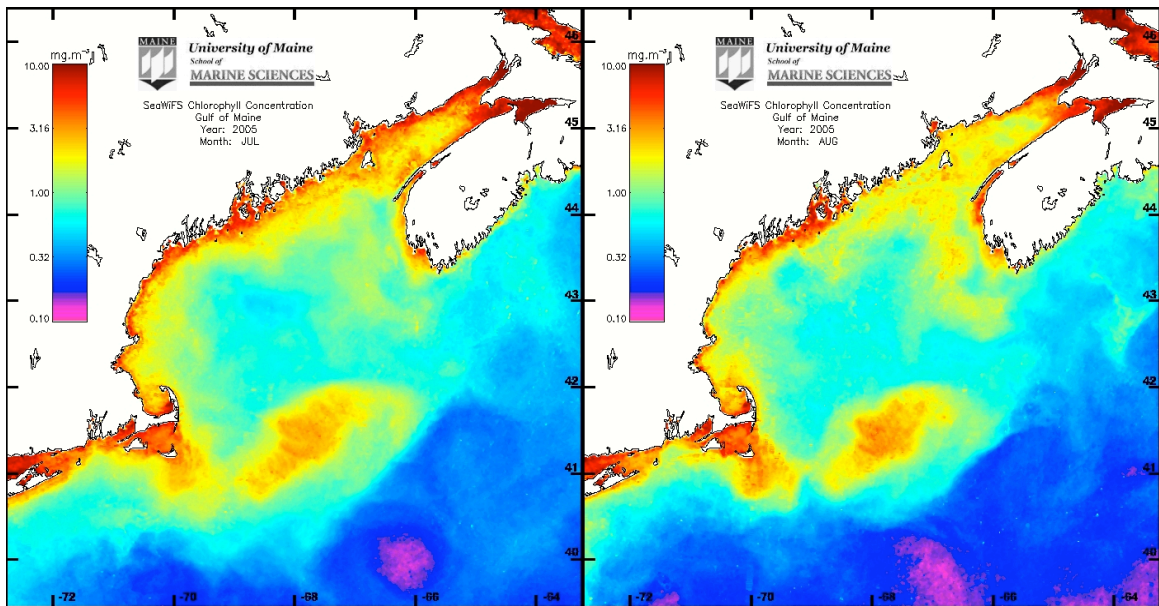 mg.m⁻³
10.00
3.16
1.00
0.32
0.10
MAINE
University of Maine
School of
MARINE SCIENCES
SeaWiFS Chlorophyll Concentration
Gulf of Maine
Year: 2005
Month: JUL
46
45
44
43
42
41
40
-72
-70
-68
-66
-64
mg.m⁻³
10.00
3.16
1.00
0.32
0.10
MAINE
University of Maine
School of
MARINE SCIENCES
SeaWiFS Chlorophyll Concentration
Gulf of Maine
Year: 2005
Month: AUG
46
45
44
43
42
41
40
-72
-70
-68
-66
-64